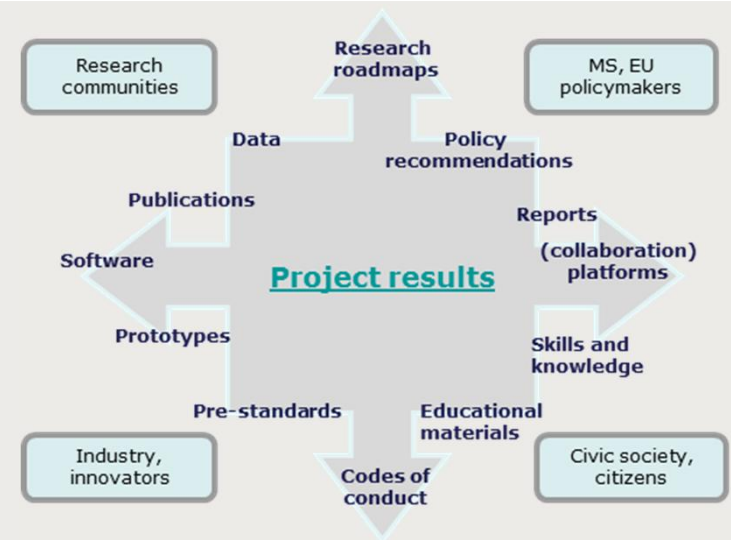 Research
communities
Research
roadmaps
MS, EU
policymakers
Data
Policy
recommendations
Publications
Reports
Software
(collaboration)
platforms
Project results
Prototypes
Skills and
knowledge
Pre-standards
Educational
materials
Industry,
innovators
Codes of
conduct
Civic society,
citizens